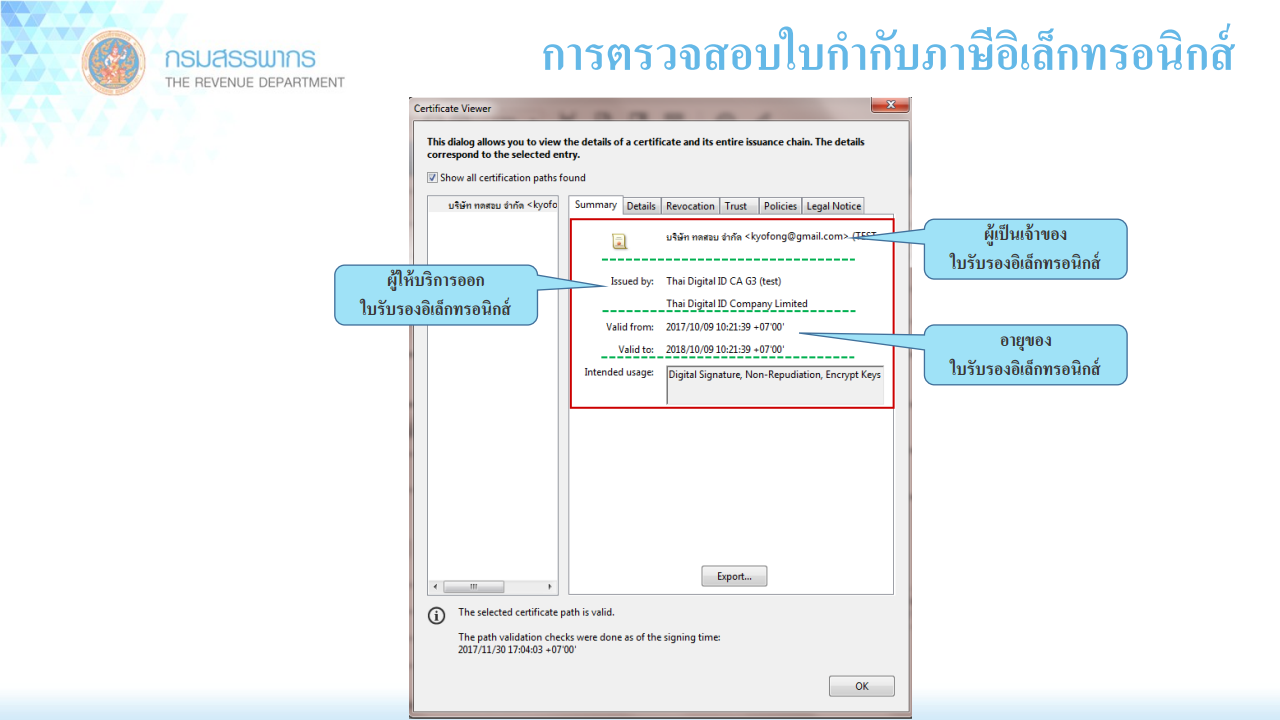 กรมสรรพากร
THE REVENUE DEPARTMENT
การตรวจสอบใบกำกับภาษีอิเล็กทรอนิกส์
Certificate Viewer
x
This dialog allows you to view the details of a certificate and its entire issuance chain. The details
correspond to the selected entry.
Show all certification paths found
บริษัท ทดสอบ จำกัด <kyofo
Summary Details Revocation Trust Policies Legal Notice
บริษัท ทดสอบ จำกัด <kyofong@gmail.com> (TEST
ผู้เป็นเจ้าของ
ใบรับรองอิเล็กทรอนิกส์
ผู้ให้บริการออก
ใบรับรองอิเล็กทรอนิกส์
Issued by: Thai Digital ID CA G3 (test)
Thai Digital ID Company Limited
Valid from: 2017/10/09 10:21:39 +07'00'
Valid to: 2018/10/09 10:21:39 +07'00'
อายุของ
ใบรับรองอิเล็กทรอนิกส์
Intended usage: Digital Signature, Non-Repudiation, Encrypt Keys
Export...
The selected certificate path is valid.
The path validation checks were done as of the signing time:
2017/11/30 17:04:03 +07'00'
OK